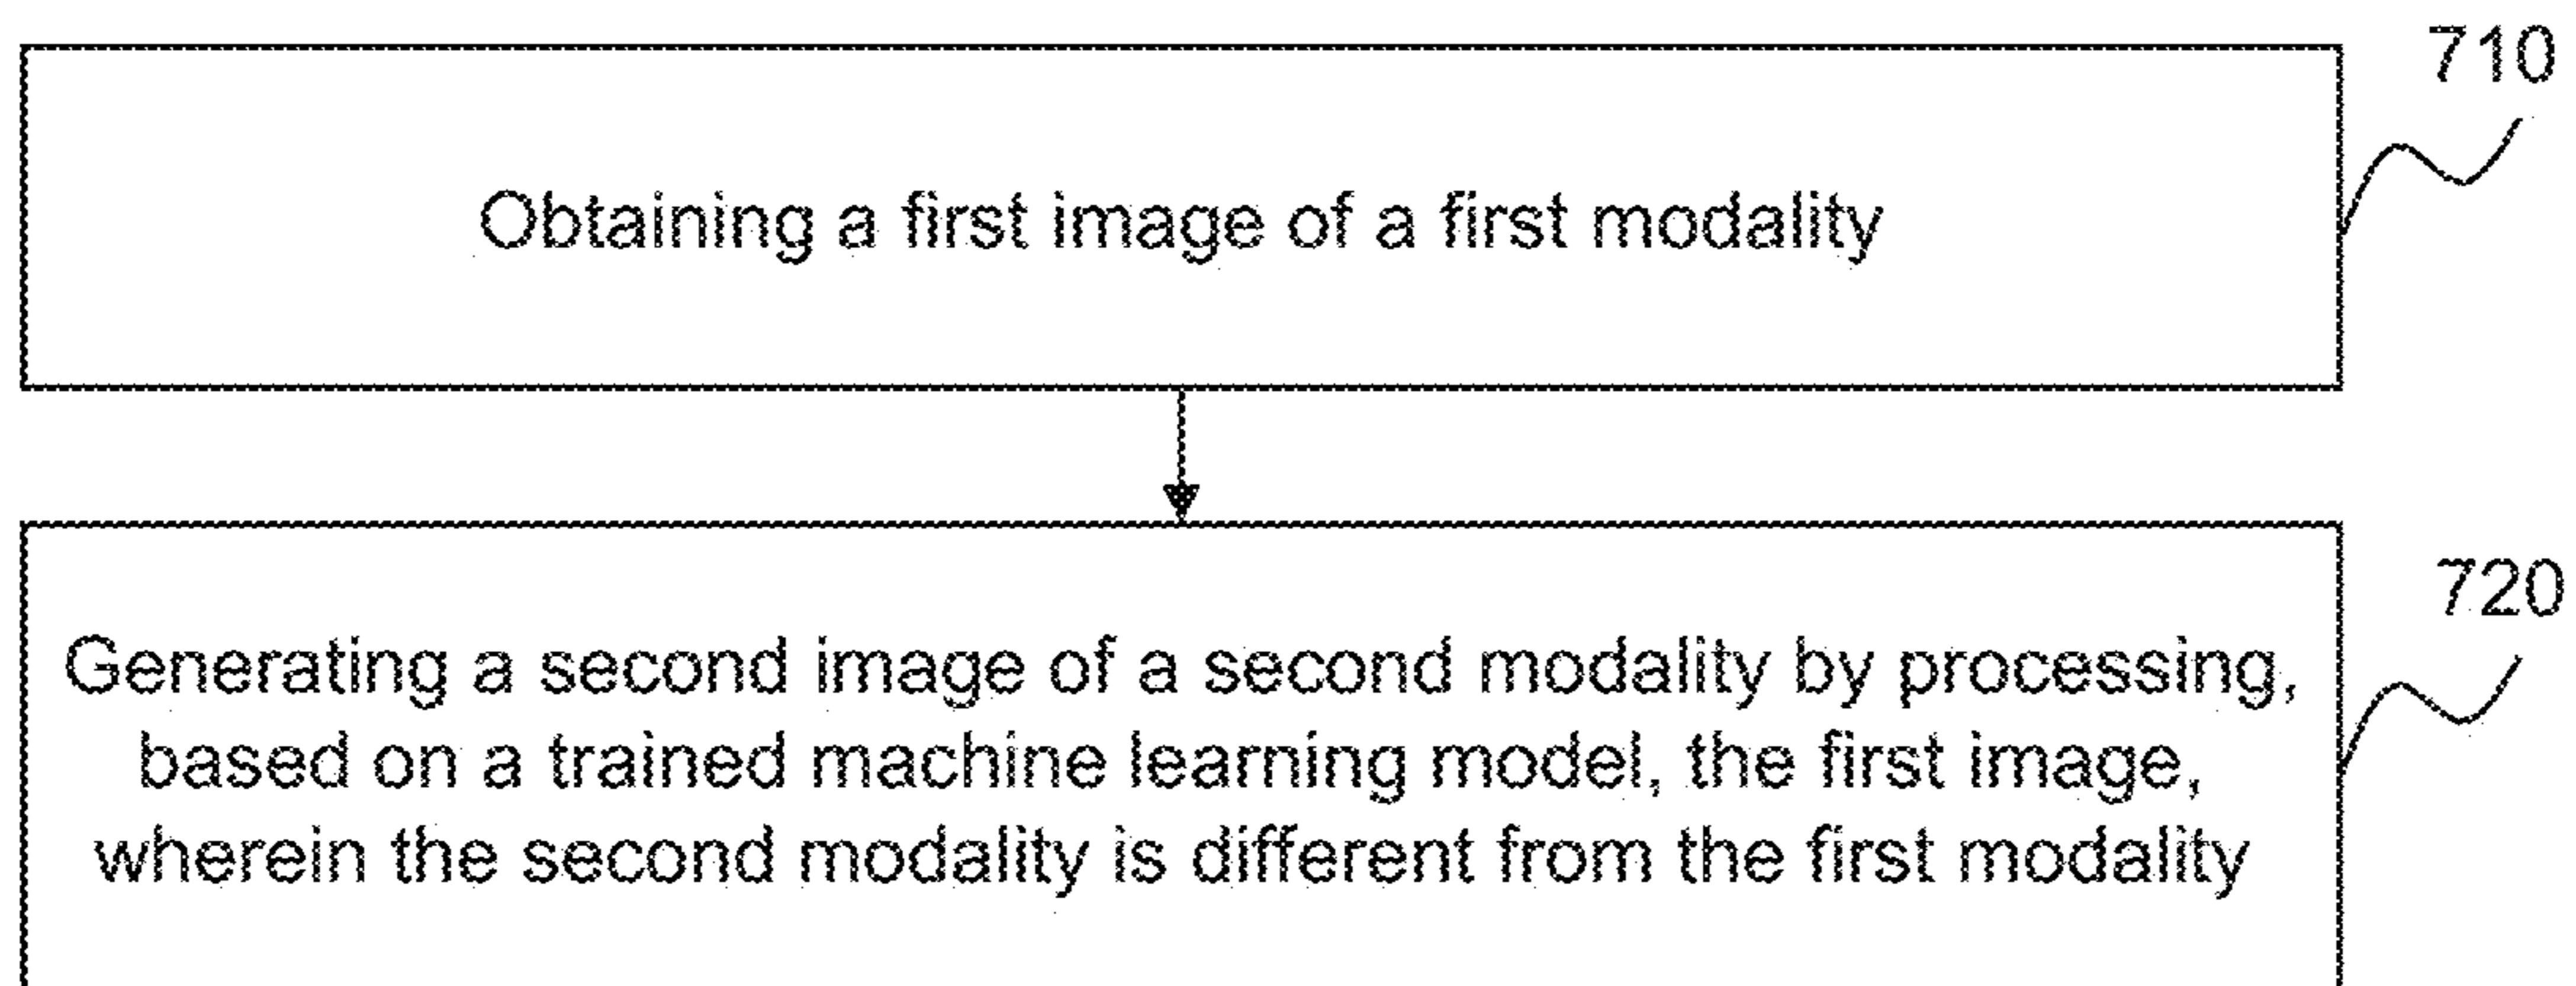 710
Obtaining a first image of a first modality
720
Generating a second image of a second modality by processing,
based on a trained machine learning model, the first image,
wherein the second modality is different from the first modality